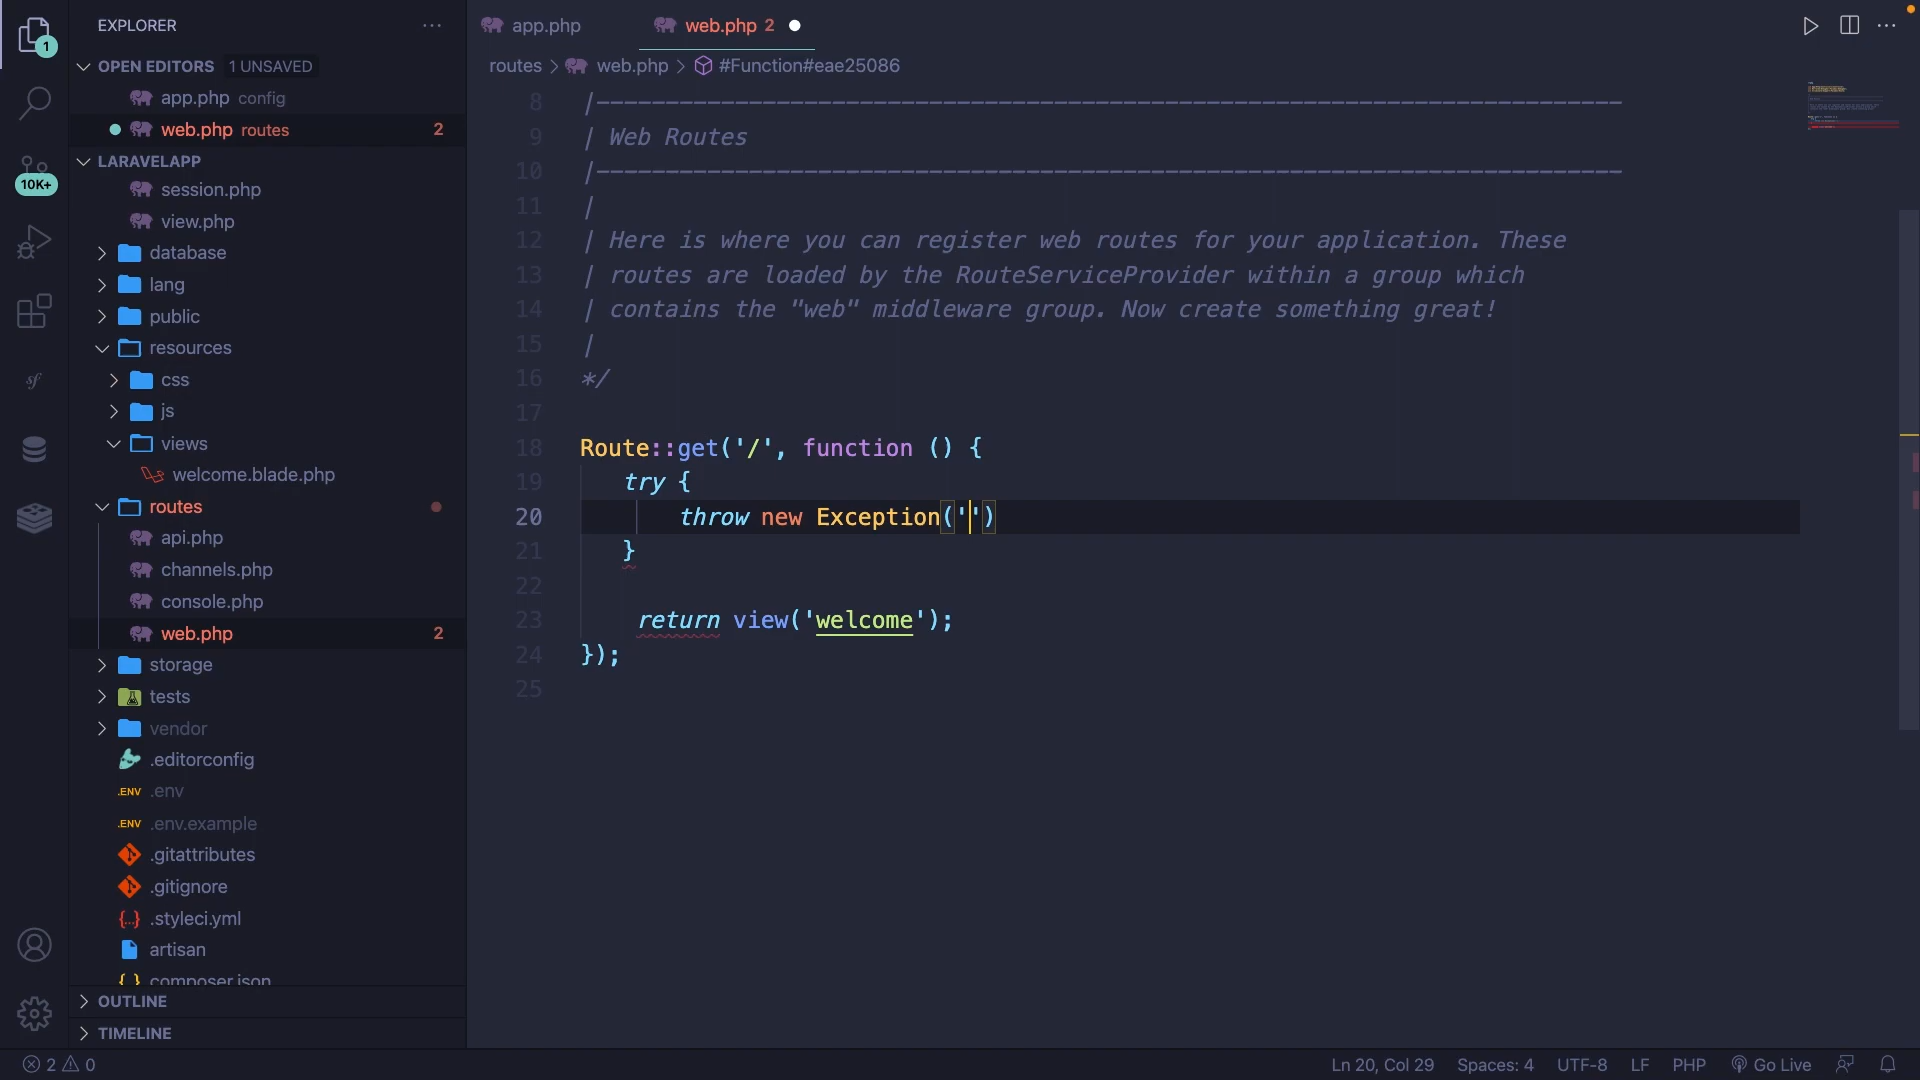 EXPLORER
1
OPEN EDITORS 1 UNSAVED
app.php config
web.php routes 2
LARAVELAPP
10K+
session.php
view.php
database
lang
public
resources
css
js
views
welcome.blade.php
routes
api.php
channels.php
console.php
web.php 2
storage
tests
vendor
.editorconfig
.ENV .env
.ENV .env.example
.gitattributes
.gitignore
{...} .styleci.yml
artisan
{ } composer.json
OUTLINE
TIMELINE
app.php
web.php 2
routes > web.php > #Function#eae25086
8 |--------------------------------------------------------------------------
9 | Web Routes
10 |--------------------------------------------------------------------------
11 |
12 | Here is where you can register web routes for your application. These
13 | routes are loaded by the RouteServiceProvider within a group which
14 | contains the "web" middleware group. Now create something great!
15 |
16 */
17
18 Route::get('/', function () {
19 try {
20 throw new Exception('')
21 }
22
23 return view('welcome');
24 });
25
2 0
Ln 20, Col 29 Spaces: 4 UTF-8 LF PHP Go Live